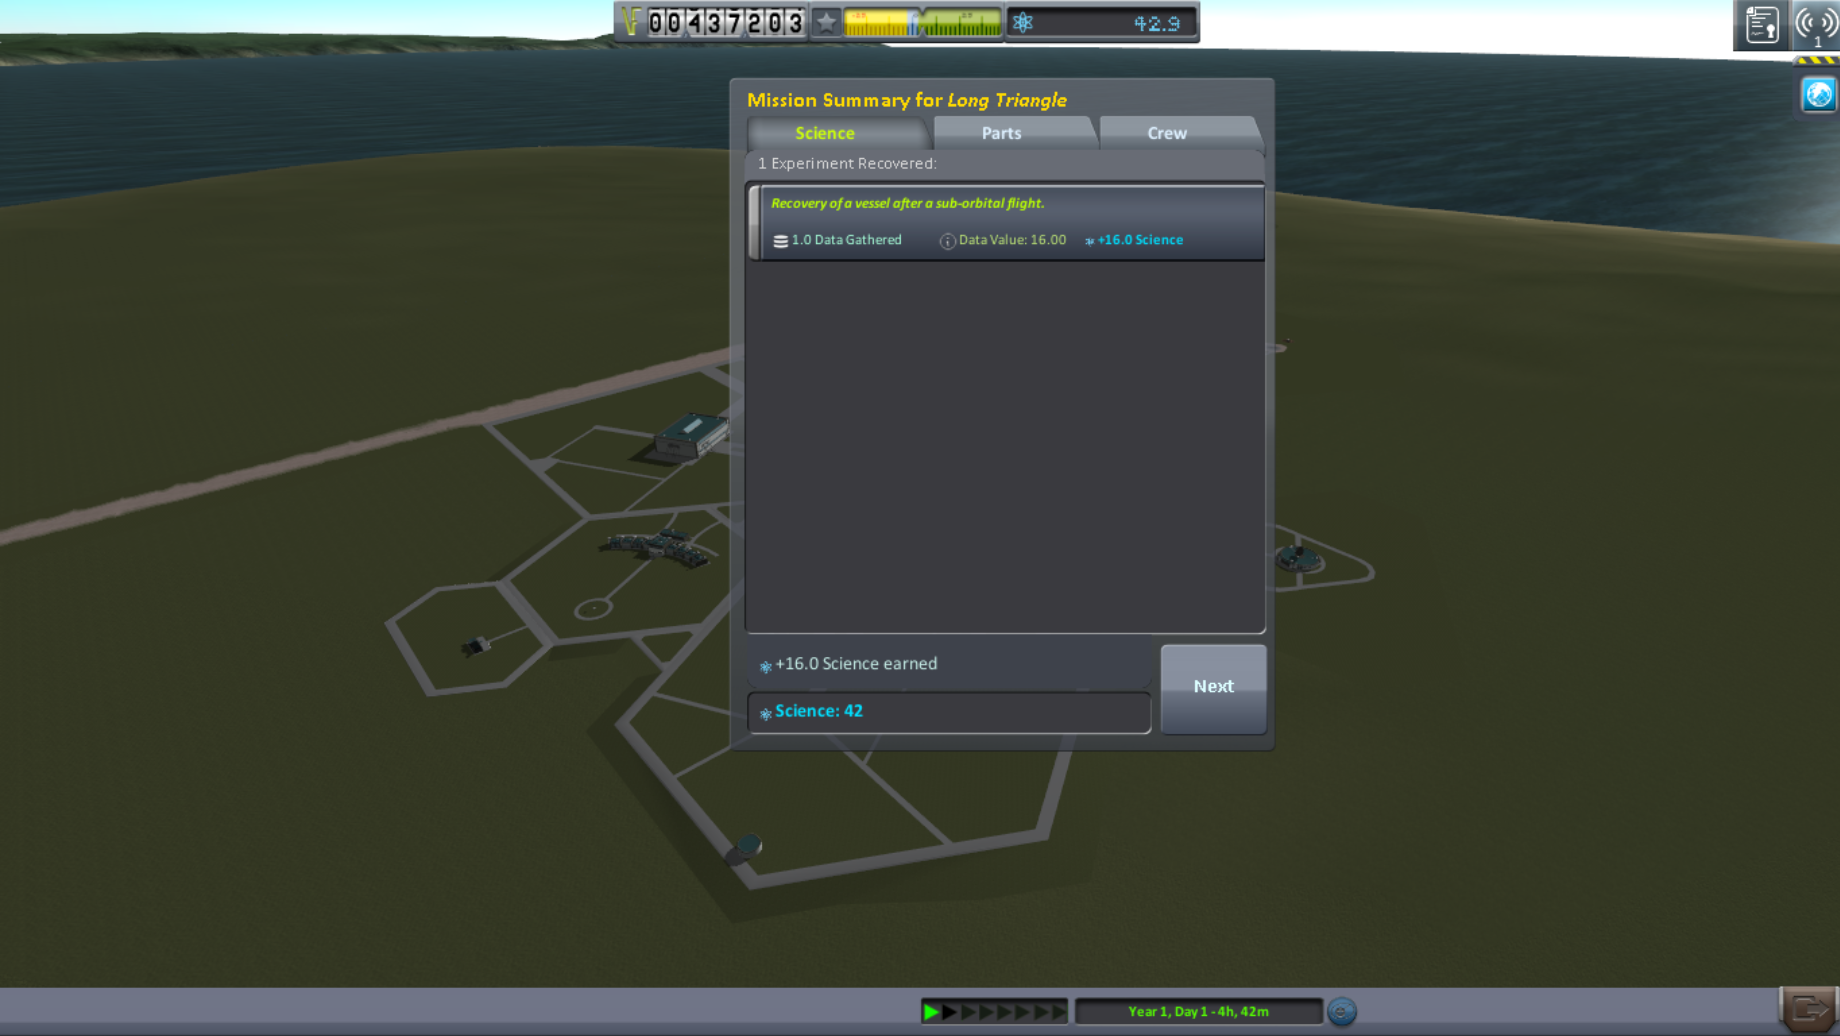 00437203
42.9
1
Mission Summary for Long Triangle
Science
Parts
Crew
1 Experiment Recovered:
Recovery of a vessel after a sub-orbital flight.
1.0 Data Gathered
Data Value: 16.00
+16.0 Science
+16.0 Science earned
Science: 42
Next
Year 1, Day 1 - 4h, 42m